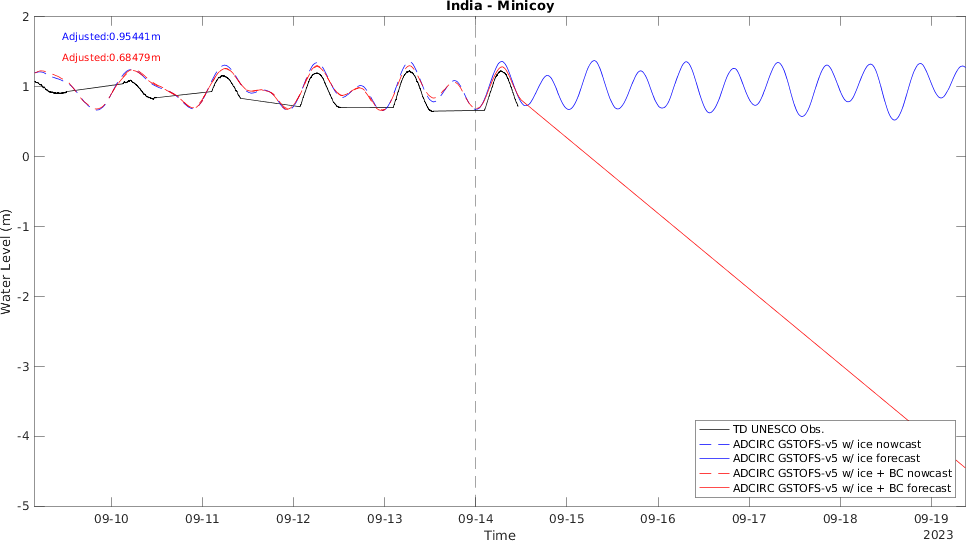 India - Minicoy
Adjusted:0.95441m
Adjusted:0.68479m
2
1
0
-1
-2
-3
-4
-5
Water Level (m)
TD UNESCO Obs.
ADCIRC GSTOFS-v5 w/ ice nowcast
ADCIRC GSTOFS-v5 w/ ice forecast
ADCIRC GSTOFS-v5 w/ ice + BC nowcast
ADCIRC GSTOFS-v5 w/ ice + BC forecast
09-10 09-11 09-12 09-13 09-14 09-15 09-16 09-17 09-18 09-19
Time
2023